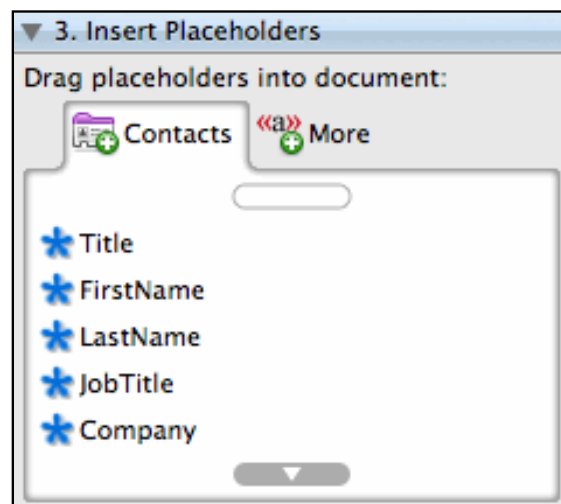 3. Insert Placeholders
Drag placeholders into document:
Contacts «a» More
Title
FirstName
LastName
JobTitle
Company